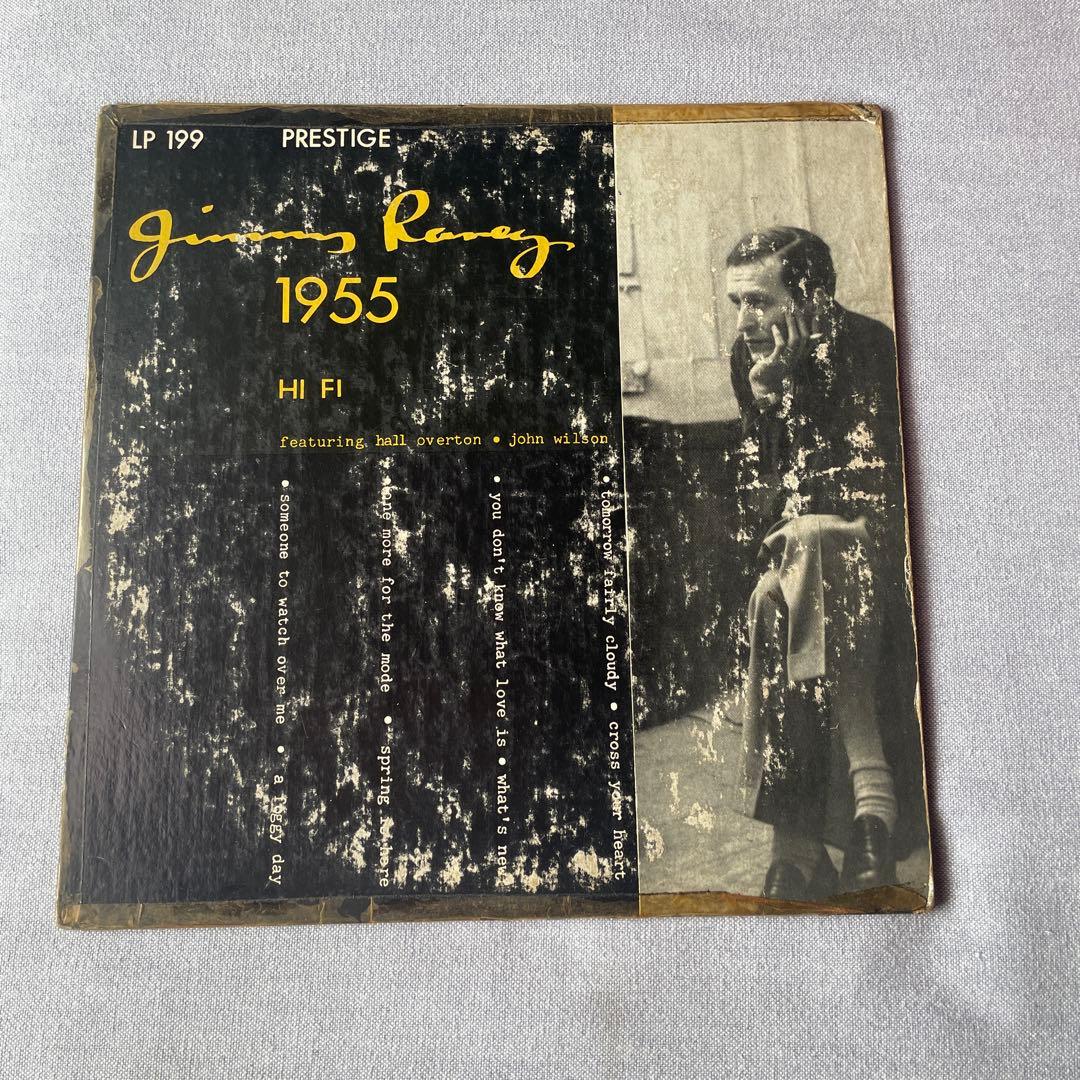 LP 199 PRESTIGE
Jimmy Raney
1955
HI FI
featuring hall overton • john wilson
• someone to watch over me • a foggy day
• one more for the mode • spring is here
• you don't know what love is • what's new
• tomorrow fairly cloudy • cross your heart